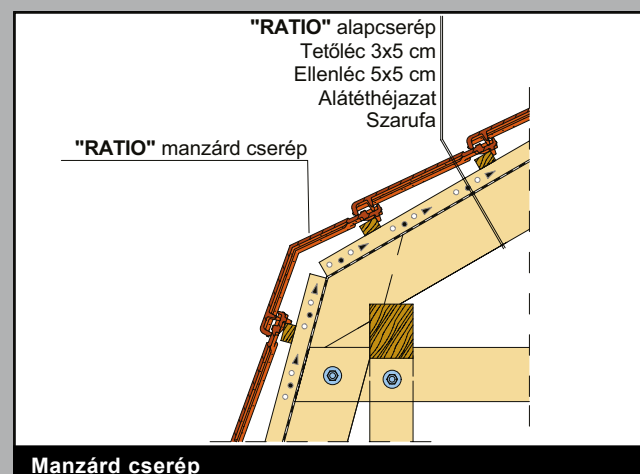 "RATIO" alapcserép
Tetőléc 3x5 cm
Ellenléc 5x5 cm
Alátéthéjazat
Szarufa
"RATIO" manzárd cserép
Manzárd cserép